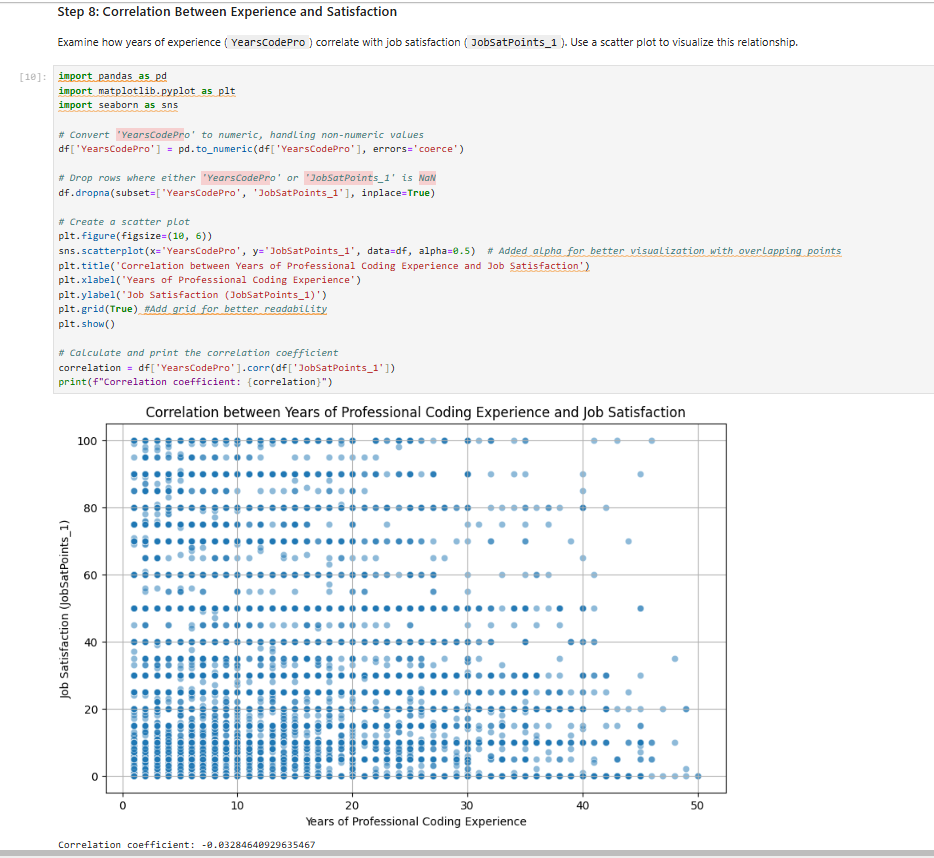 Step 8: Correlation Between Experience and Satisfaction
Examine how years of experience ( YearsCodePro ) correlate with job satisfaction ( JobSatPoints_1 ). Use a scatter plot to visualize this relationship.
[10]:
import pandas as pd
import matplotlib.pyplot as plt
import seaborn as sns
# Convert 'YearsCodePro' to numeric, handling non-numeric values
df['YearsCodePro'] = pd.to_numeric(df['YearsCodePro'], errors='coerce')
# Drop rows where either 'YearsCodePro' or 'JobSatPoints_1' is NaN
df.dropna(subset=['YearsCodePro', 'JobSatPoints_1'], inplace=True)
# Create a scatter plot
plt.figure(figsize=(10, 6))
sns.scatterplot(x='YearsCodePro', y='JobSatPoints_1', data=df, alpha=0.5)  # Added alpha for better visualization with overlapping points
plt.title('Correlation between Years of Professional Coding Experience and Job Satisfaction')
plt.xlabel('Years of Professional Coding Experience')
plt.ylabel('Job Satisfaction (JobSatPoints_1)')
plt.grid(True) #Add grid for better readability
plt.show()
# Calculate and print the correlation coefficient
correlation = df['YearsCodePro'].corr(df['JobSatPoints_1'])
print(f"Correlation coefficient: {correlation}")
Correlation between Years of Professional Coding Experience and Job Satisfaction
Job Satisfaction (JobSatPoints_1)
100
80
60
40
20
0
0 10 20 30 40 50
Years of Professional Coding Experience
Correlation coefficient: -0.03284640929635467